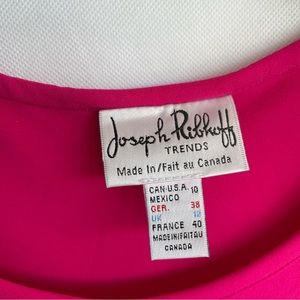 Joseph Ribkoff
TRENDS
Made In/Fait au Canada
CAN-U.S.A. 10
MEXICO
GER. 38
UK 12
FRANCE 40
MADE IN/FAIT AU
CANADA